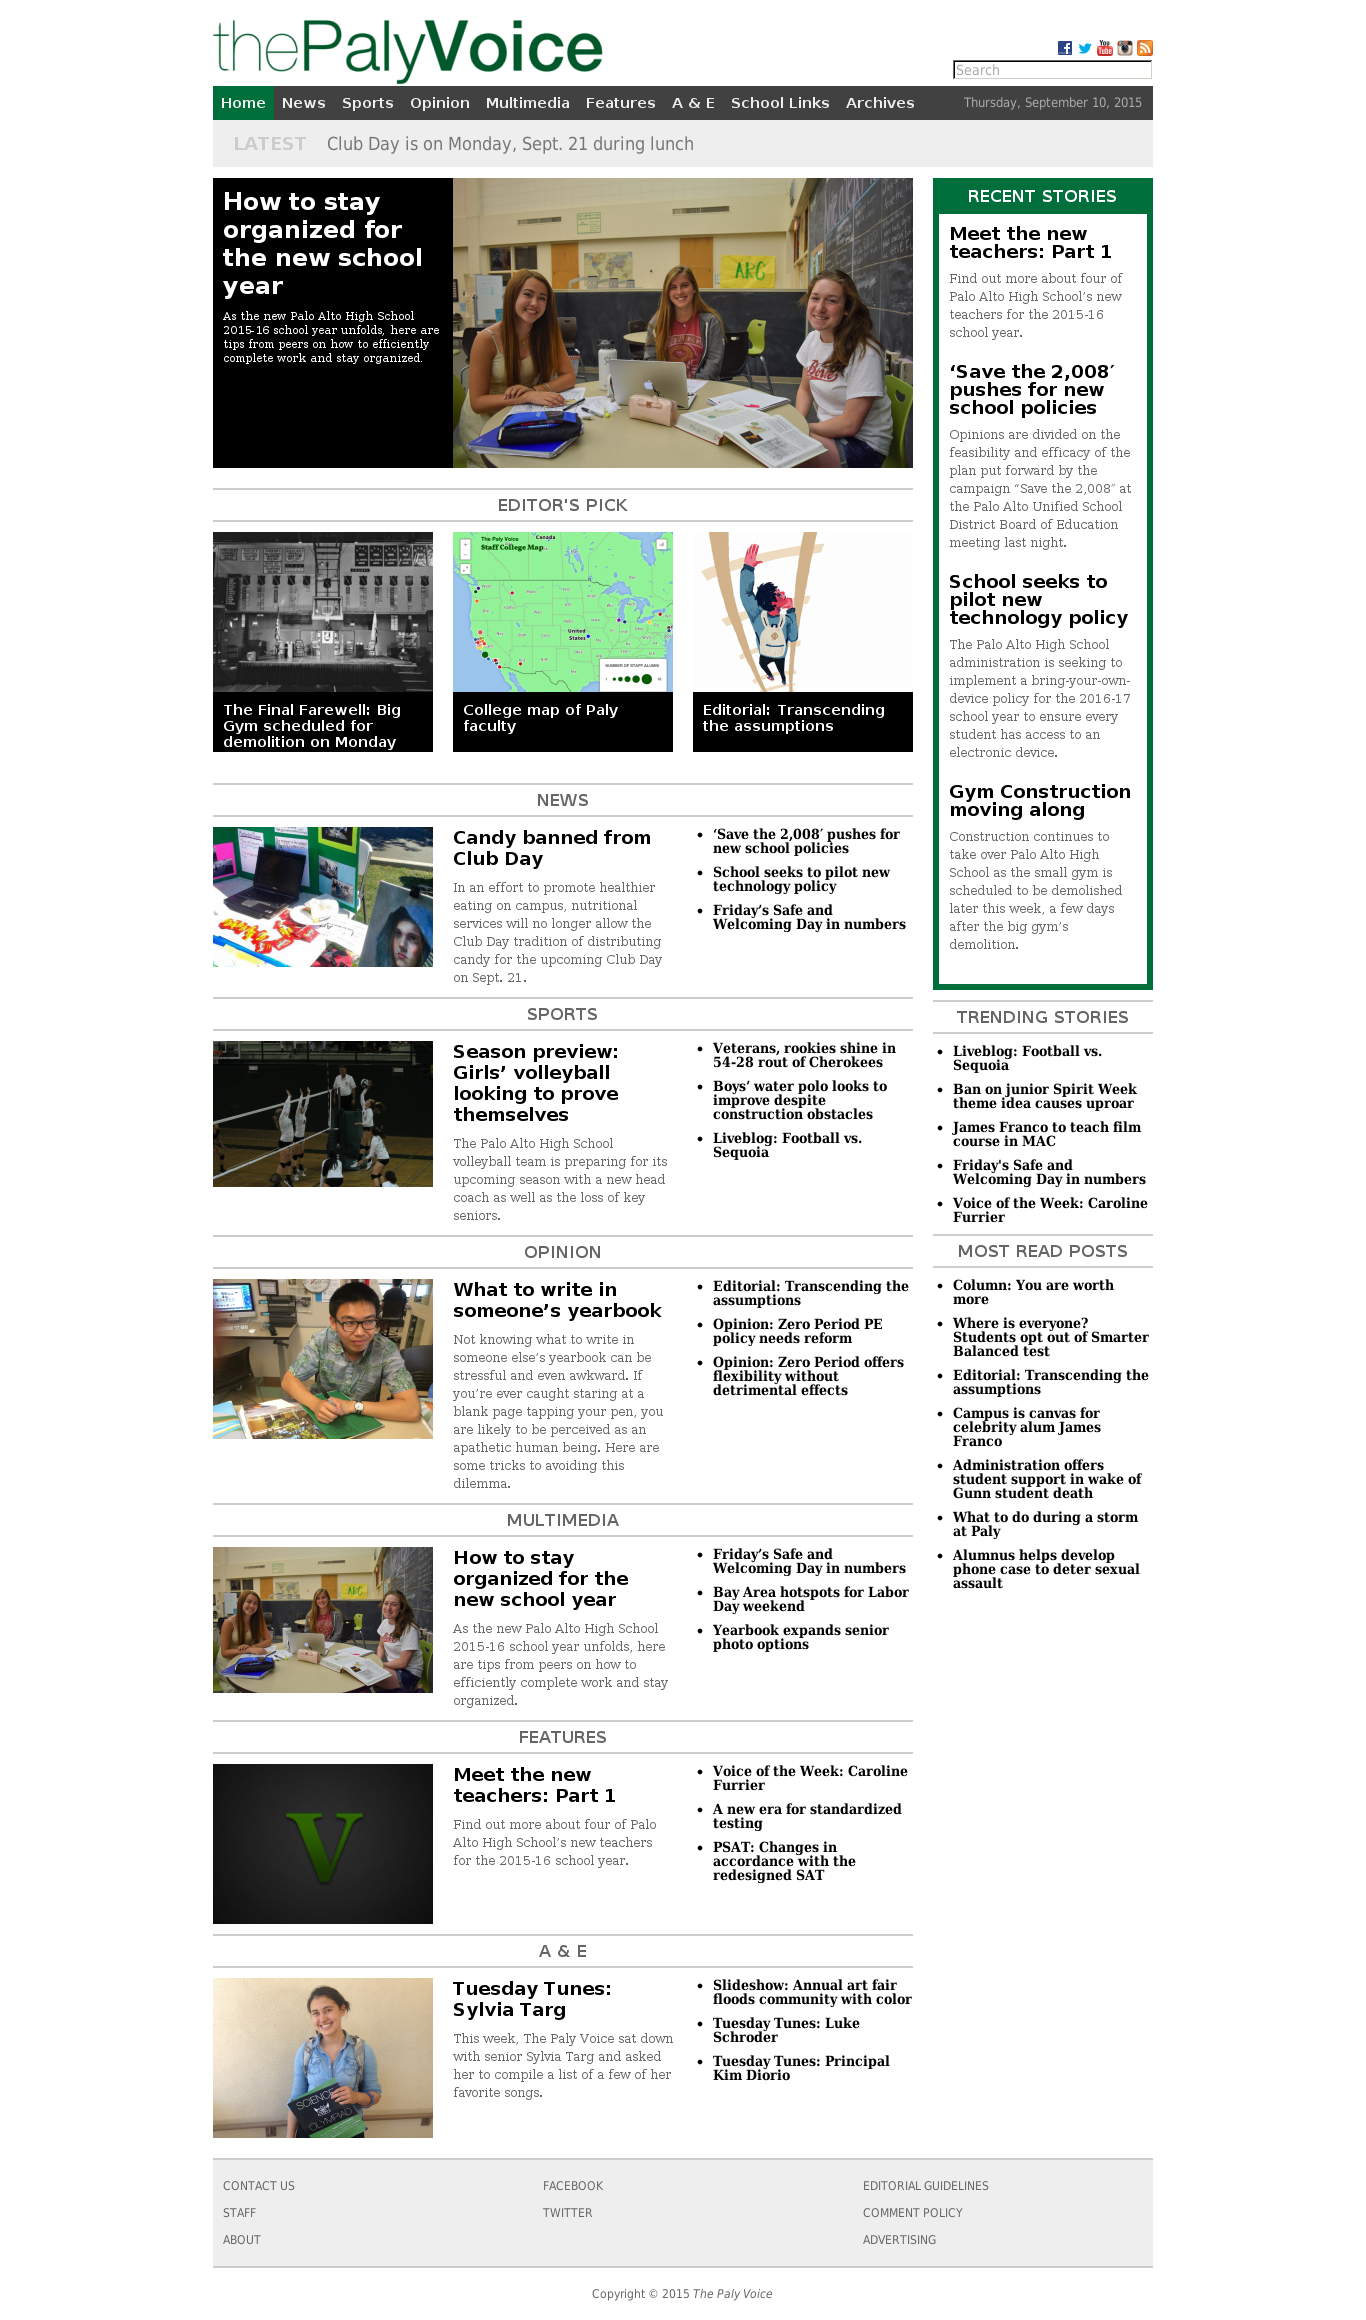 thePalyVoice
Search
Home News Sports Opinion Multimedia Features A & E School Links Archives Thursday, September 10, 2015
LATEST Club Day is on Monday, Sept. 21 during lunch
How to stay
organized for
the new school
year
As the new Palo Alto High School
2015-16 school year unfolds, here are
tips from peers on how to efficiently
complete work and stay organized.
EDITOR'S PICK
The Paly Voice
Staff College Map
Canada
United
States
NUMBER OF STAFF ALUMNI
The Final Farewell: Big
Gym scheduled for
demolition on Monday
College map of Paly
faculty
Editorial: Transcending
the assumptions
NEWS
Candy banned from
Club Day
In an effort to promote healthier
eating on campus, nutritional
services will no longer allow the
Club Day tradition of distributing
candy for the upcoming Club Day
on Sept. 21.
• ‘Save the 2,008′ pushes for
new school policies
• School seeks to pilot new
technology policy
• Friday’s Safe and
Welcoming Day in numbers
SPORTS
Season preview:
Girls’ volleyball
looking to prove
themselves
The Palo Alto High School
volleyball team is preparing for its
upcoming season with a new head
coach as well as the loss of key
seniors.
• Veterans, rookies shine in
54-28 rout of Cherokees
• Boys’ water polo looks to
improve despite
construction obstacles
• Liveblog: Football vs.
Sequoia
OPINION
What to write in
someone’s yearbook
Not knowing what to write in
someone else’s yearbook can be
stressful and even awkward. If
you’re ever caught staring at a
blank page tapping your pen, you
are likely to be perceived as an
apathetic human being. Here are
some tricks to avoiding this
dilemma.
• Editorial: Transcending the
assumptions
• Opinion: Zero Period PE
policy needs reform
• Opinion: Zero Period offers
flexibility without
detrimental effects
MULTIMEDIA
How to stay
organized for the
new school year
As the new Palo Alto High School
2015-16 school year unfolds, here
are tips from peers on how to
efficiently complete work and stay
organized.
• Friday’s Safe and
Welcoming Day in numbers
• Bay Area hotspots for Labor
Day weekend
• Yearbook expands senior
photo options
FEATURES
V
Meet the new
teachers: Part 1
Find out more about four of Palo
Alto High School’s new teachers
for the 2015-16 school year.
• Voice of the Week: Caroline
Furrier
• A new era for standardized
testing
• PSAT: Changes in
accordance with the
redesigned SAT
A & E
SCIENCE
OLYMPIAD
Tuesday Tunes:
Sylvia Targ
This week, The Paly Voice sat down
with senior Sylvia Targ and asked
her to compile a list of a few of her
favorite songs.
• Slideshow: Annual art fair
floods community with color
• Tuesday Tunes: Luke
Schroder
• Tuesday Tunes: Principal
Kim Diorio
RECENT STORIES
Meet the new
teachers: Part 1
Find out more about four of
Palo Alto High School’s new
teachers for the 2015-16
school year.
‘Save the 2,008′
pushes for new
school policies
Opinions are divided on the
feasibility and efficacy of the
plan put forward by the
campaign “Save the 2,008″ at
the Palo Alto Unified School
District Board of Education
meeting last night.
School seeks to
pilot new
technology policy
The Palo Alto High School
administration is seeking to
implement a bring-your-own-
device policy for the 2016-17
school year to ensure every
student has access to an
electronic device.
Gym Construction
moving along
Construction continues to
take over Palo Alto High
School as the small gym is
scheduled to be demolished
later this week, a few days
after the big gym’s
demolition.
TRENDING STORIES
• Liveblog: Football vs.
Sequoia
• Ban on junior Spirit Week
theme idea causes uproar
• James Franco to teach film
course in MAC
• Friday's Safe and
Welcoming Day in numbers
• Voice of the Week: Caroline
Furrier
MOST READ POSTS
• Column: You are worth
more
• Where is everyone?
Students opt out of Smarter
Balanced test
• Editorial: Transcending the
assumptions
• Campus is canvas for
celebrity alum James
Franco
• Administration offers
student support in wake of
Gunn student death
• What to do during a storm
at Paly
• Alumnus helps develop
phone case to deter sexual
assault
CONTACT US FACEBOOK EDITORIAL GUIDELINES
STAFF TWITTER COMMENT POLICY
ABOUT ADVERTISING
Copyright © 2015 The Paly Voice